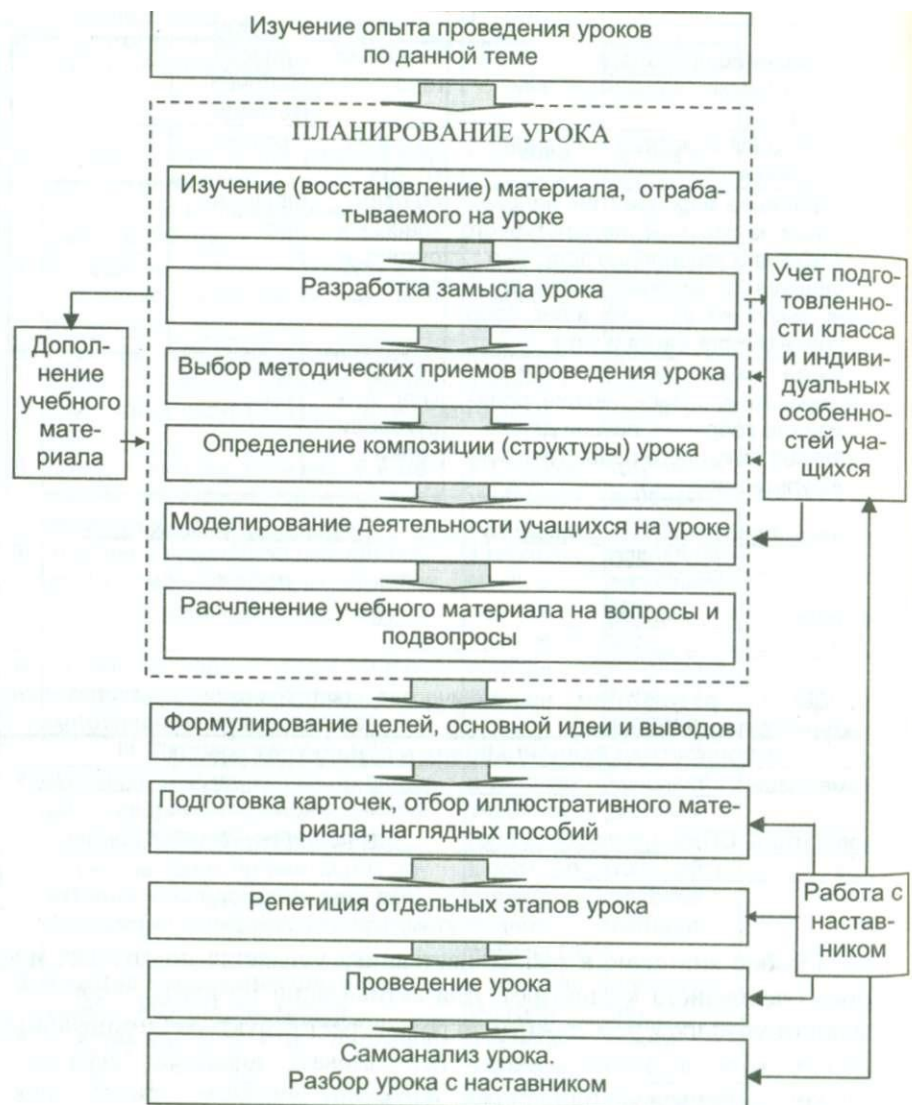 Изучение опыта проведения уроков
по данной теме
ПЛАНИРОВАНИЕ УРОКА
Изучение (восстановление) материала, отраба-
тываемого на уроке
Разработка замысла урока
Выбор методических приемов проведения урока
Определение композиции (структуры) урока
Моделирование деятельности учащихся на уроке
Расчленение учебного материала на вопросы и
подвопросы
Допол-
нение
учебного
мате-
риала
Учет подго-
товленно-
сти класса
и индиви-
дуальных
особенно-
стей уча-
щихся
Формулирование целей, основной идеи и выводов
Подготовка карточек, отбор иллюстративного мате-
риала, наглядных пособий
Репетиция отдельных этапов урока
Проведение урока
Самоанализ урока.
Разбор урока с наставником
Работа с
настав-
ником